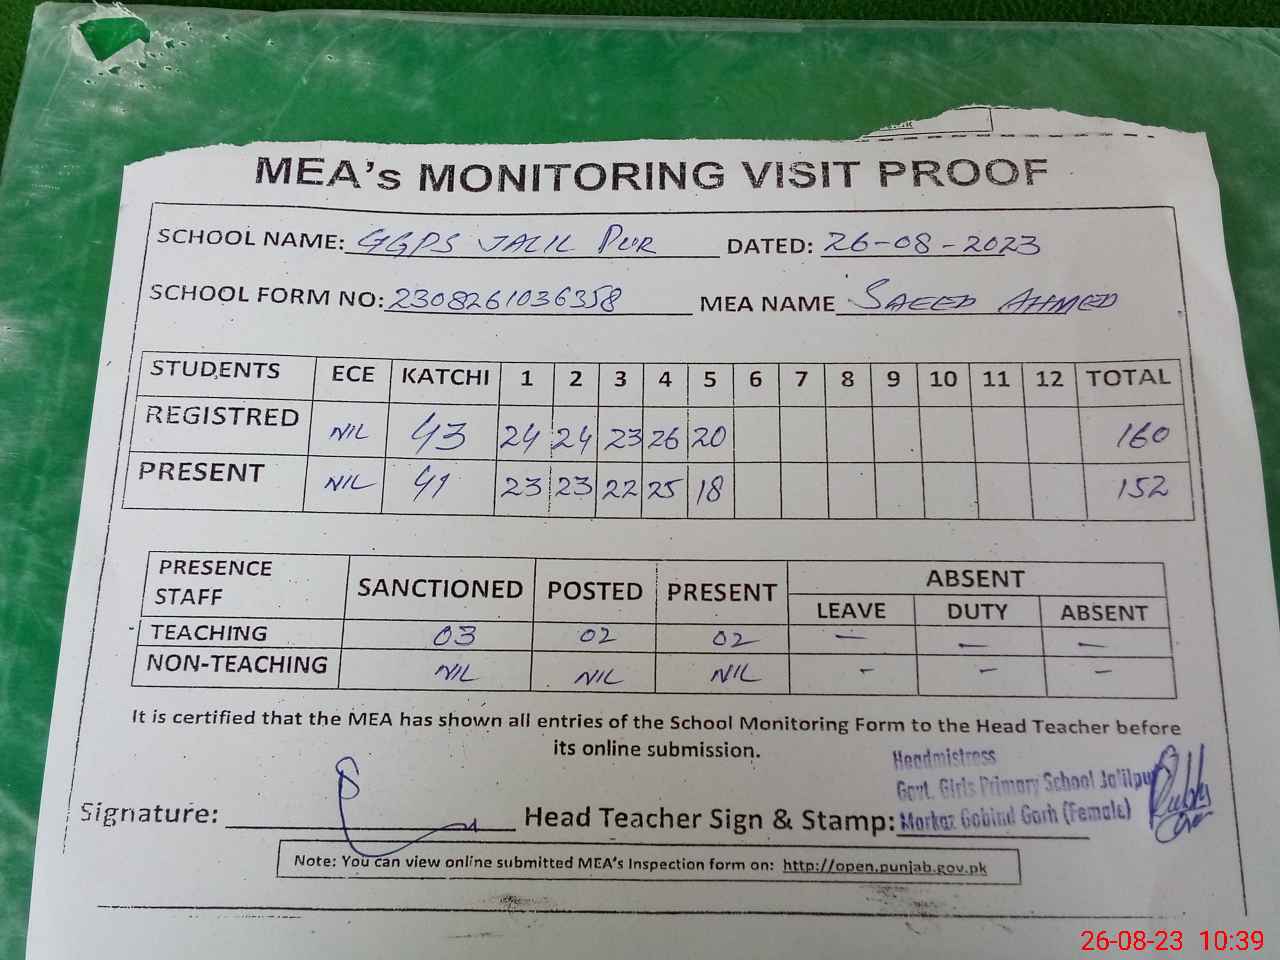 MEA's MONITORING VISIT PROOF
SCHOOL NAME: GGPS JALIL PUR DATED: 26-08-2023
SCHOOL FORM NO: 2308261036358 MEA NAME SAEED AHMED
STUDENTS ECE KATCHI 1 2 3 4 5 6 7 8 9 10 11 12 TOTAL
REGISTRED NIL 43 24 24 23 26 20 160
PRESENT NIL 41 23 23 22 25 18 152
PRESENCE STAFF SANCTIONED POSTED PRESENT ABSENT
LEAVE DUTY ABSENT
TEACHING 03 02 02 — — —
NON-TEACHING NIL NIL NIL - - -
It is certified that the MEA has shown all entries of the School Monitoring Form to the Head Teacher before
its online submission.
Headmistress
Govt. Girls Primary School Jalilpur
Markaz Gobind Garh (Female)
Signature: Head Teacher Sign & Stamp:
Note: You can view online submitted MEA's Inspection form on: http://open.punjab.gov.pk
26-08-23 10:39